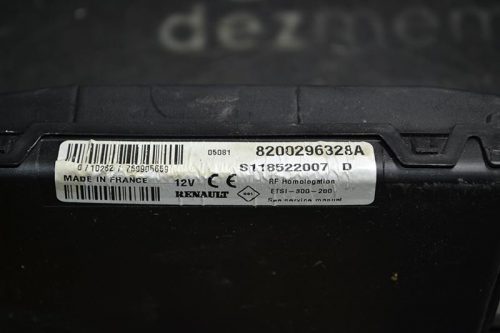 dezmem
05081
8200296328A
S118522007 D
MADE IN FRANCE
12V CE
RENAULT
RF Homologation
ETSI-300-200
See service manual